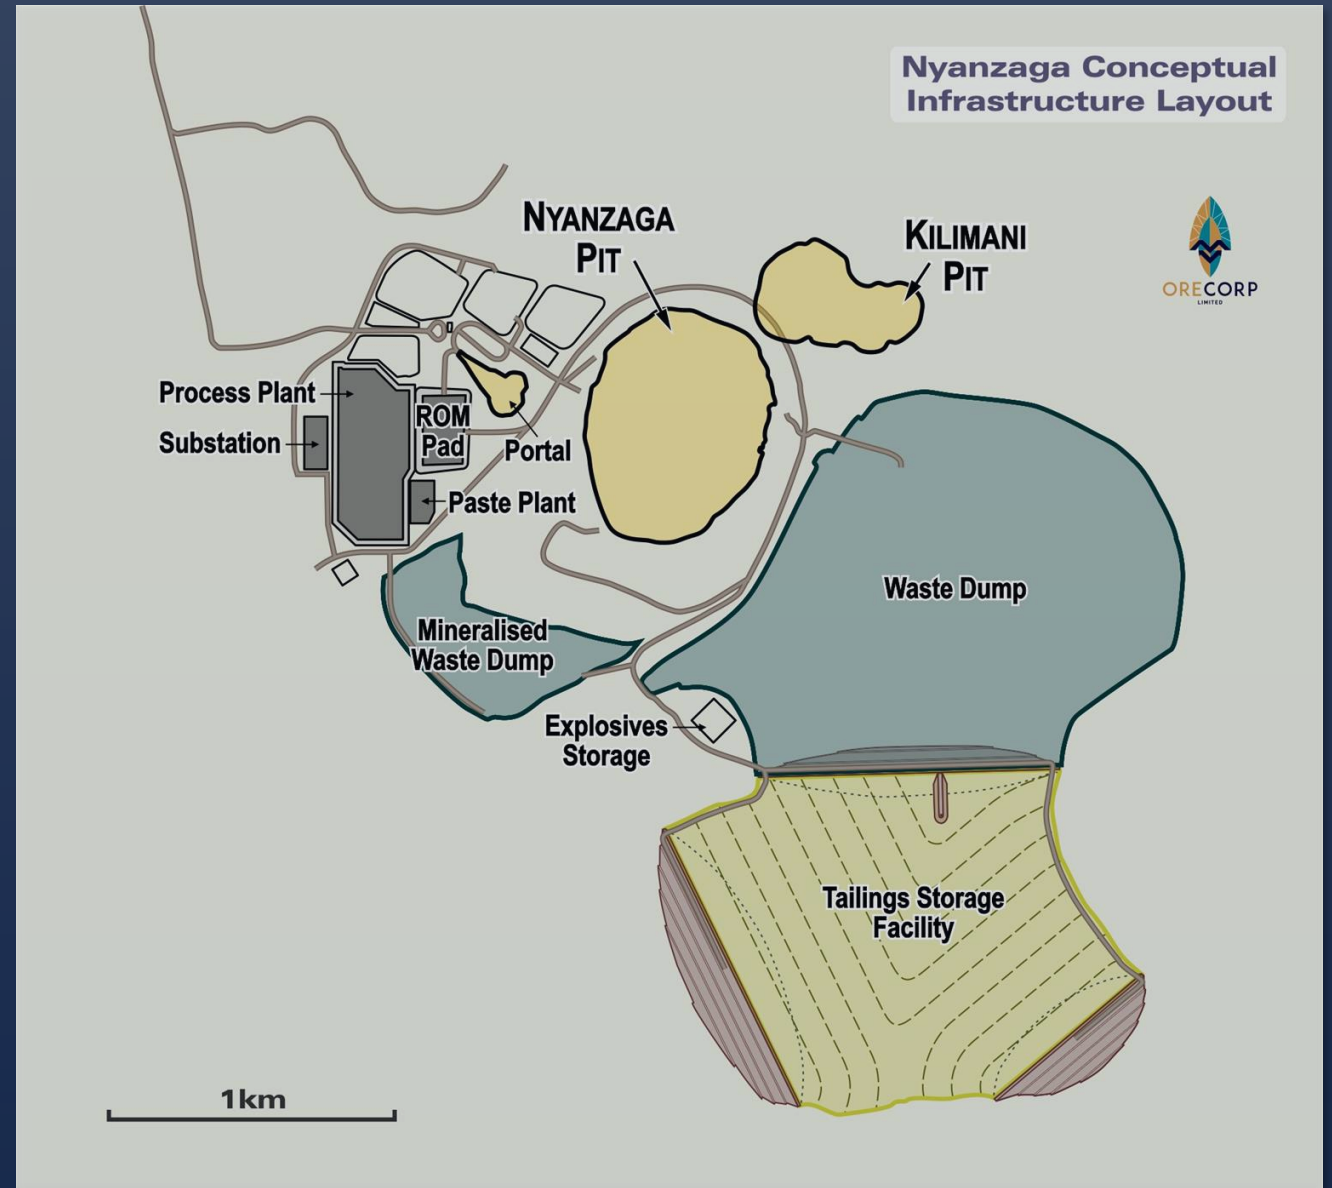 Nyanzaga Conceptual
Infrastructure Layout
NYANZAGA
PIT
KILIMANI
PIT
ORECORP
LIMITED
Process Plant
ROM
Pad
Substation
Portal
Paste Plant
Waste Dump
Mineralised
Waste Dump
Explosives
Storage
Tailings Storage
Facility
1km